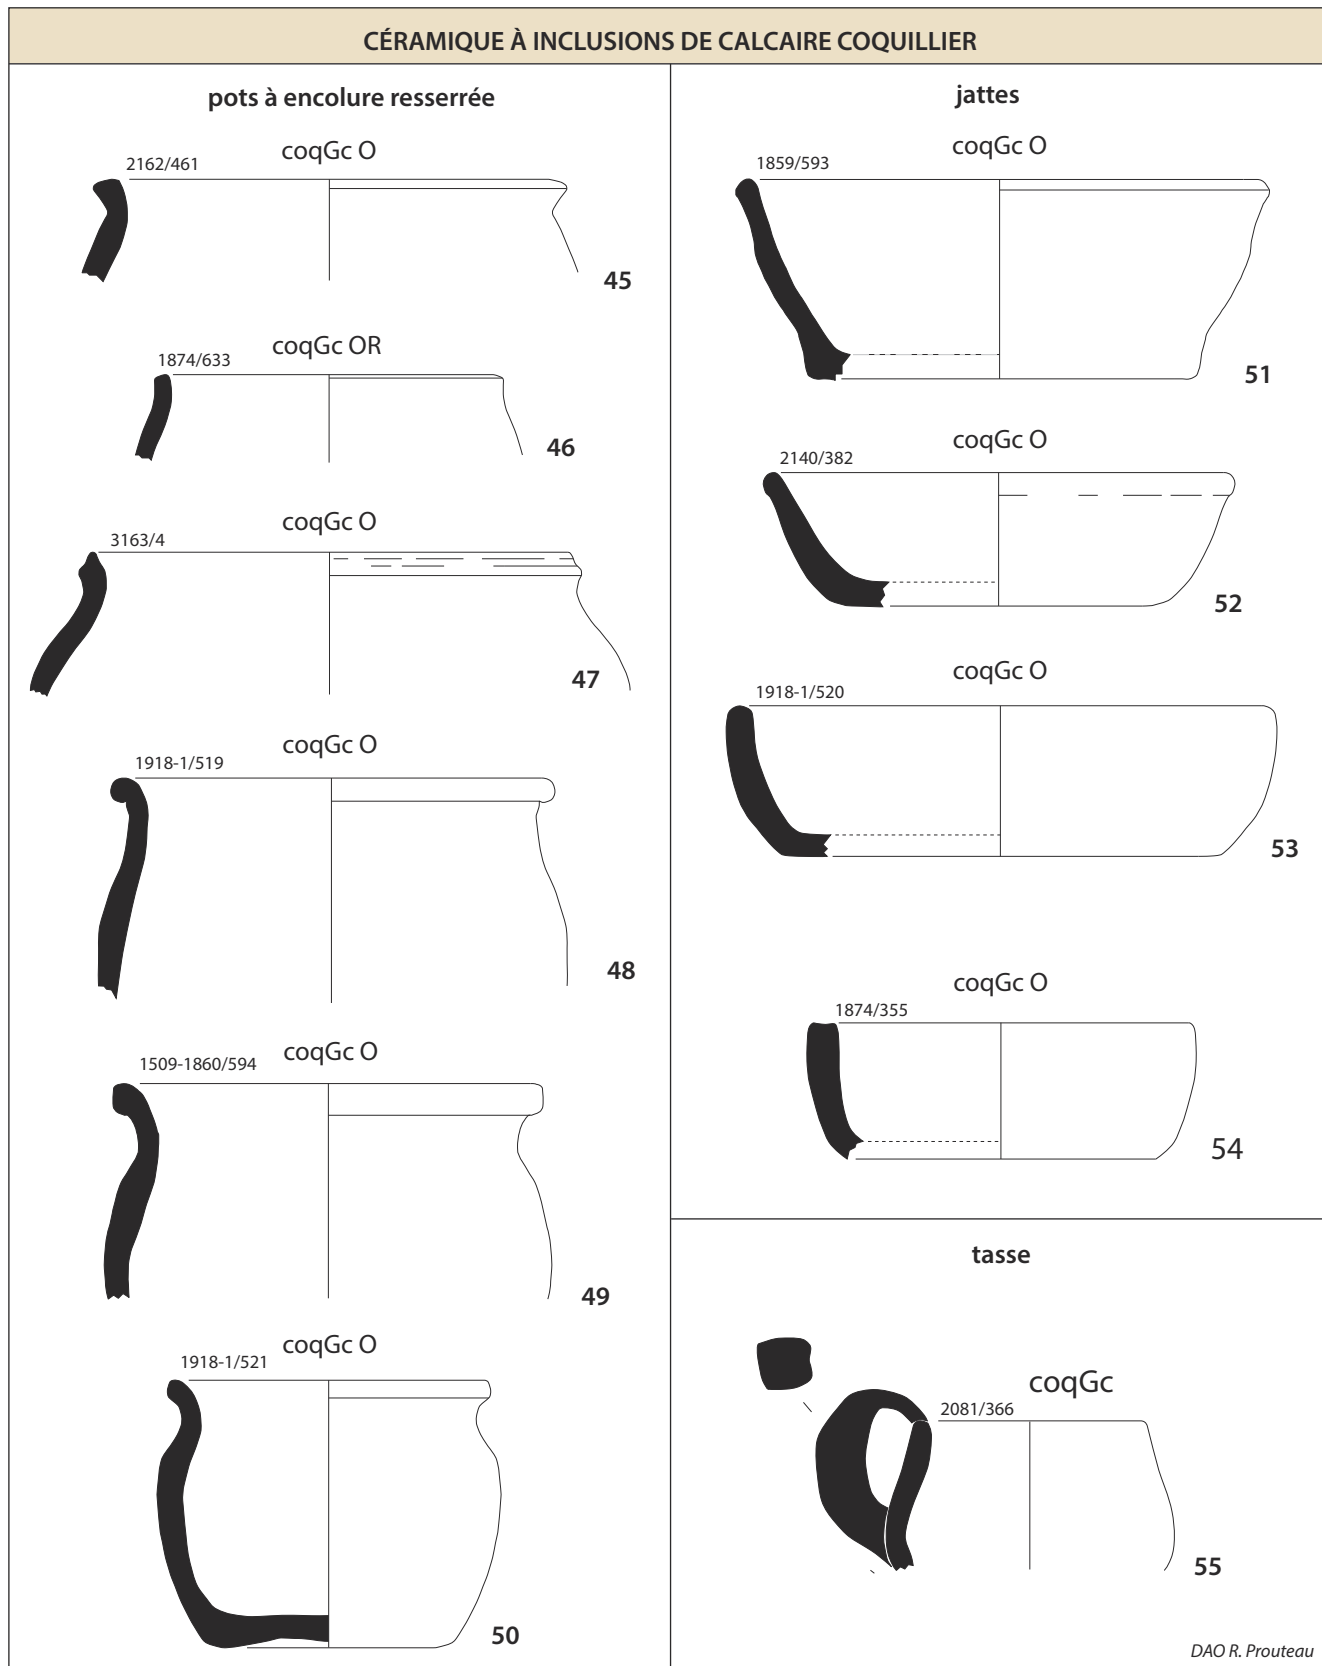 CÉRAMIQUE À INCLUSIONS DE CALCAIRE COQUILLIER
pots à encolure resserrée
coqGc O
2162/461
45
coqGc OR
1874/633
46
coqGc O
3163/4
47
coqGc O
1918-1/519
48
coqGc O
1509-1860/594
49
coqGc O
1918-1/521
50
jattes
coqGc O
1859/593
51
coqGc O
2140/382
52
coqGc O
1918-1/520
53
coqGc O
1874/355
54
tasse
coqGc
2081/366
55
DAO R. Prouteau